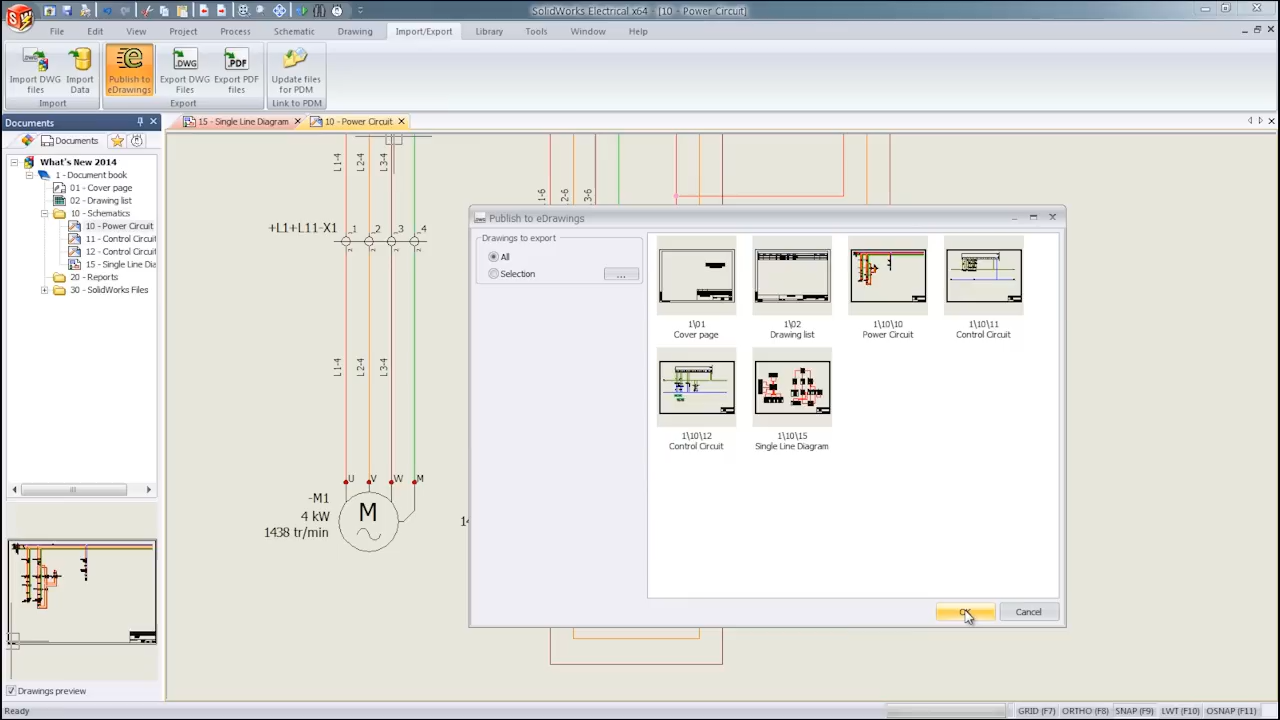 SolidWorks Electrical x64 - [10 - Power Circuit]
File Edit View Project Process Schematic Drawing Import/Export Library Tools Window Help
Import DWG files
Import Data
Publish to eDrawings
Export DWG Files
Export PDF files
Update files for PDM
Import
Export
Link to PDM
Documents
15 - Single Line Diagram
10 - Power Circuit
Documents
What's New 2014
1 - Document book
01 - Cover page
02 - Drawing list
10 - Schematics
10 - Power Circuit
11 - Control Circuit
12 - Control Circuit
15 - Single Line Dia
20 - Reports
30 - SolidWorks Files
Drawings preview
L1-4 L2-4 L3-4
1-6 2-6 3-6
+L1+L11-X1 _1 _2 _3 _4
L1-4 L2-4 L3-4
U V W M
-M1
4 kW
1438 tr/min
M
14
Publish to eDrawings
Drawings to export
All
Selection
...
1\01
Cover page
1\02
Drawing list
1\10\10
Power Circuit
1\10\11
Control Circuit
1\10\12
Control Circuit
1\10\15
Single Line Diagram
OK
Cancel
Ready
GRID (F7) ORTHO (F8) SNAP (F9) LWT (F10) OSNAP (F11)